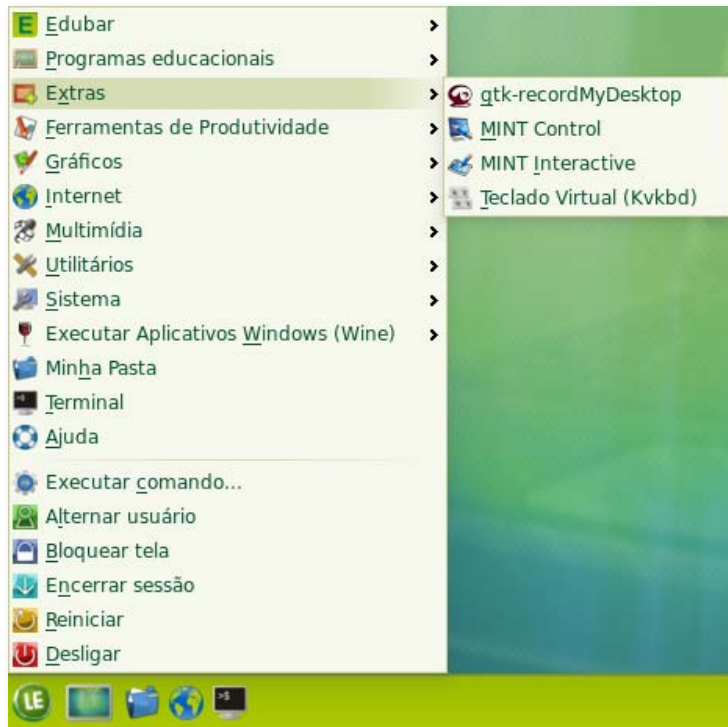 Edubar
Programas educacionais
Extras
Ferramentas de Produtividade
Gráficos
Internet
Multimídia
Utilitários
Sistema
Executar Aplicativos Windows (Wine)
Minha Pasta
Terminal
Ajuda
Executar comando...
Alternar usuário
Bloquear tela
Encerrar sessão
Reiniciar
Desligar
gtk-recordMyDesktop
MINT Control
MINT Interactive
Teclado Virtual (Kvkbd)
LE